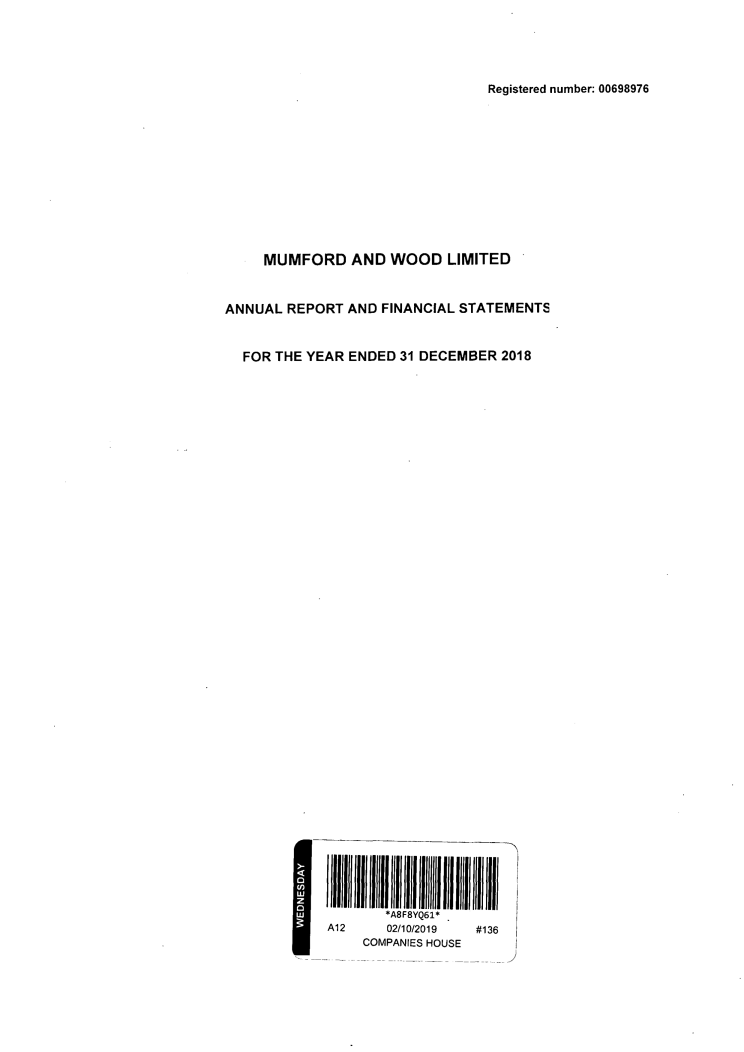 Registered number: 00698976
MUMFORD AND WOOD LIMITED
ANNUAL REPORT AND FINANCIAL STATEMENTS
FOR THE YEAR ENDED 31 DECEMBER 2018
WEDNESDAY
*A8F8YQ61*
A12 02/10/2019 #136
COMPANIES HOUSE